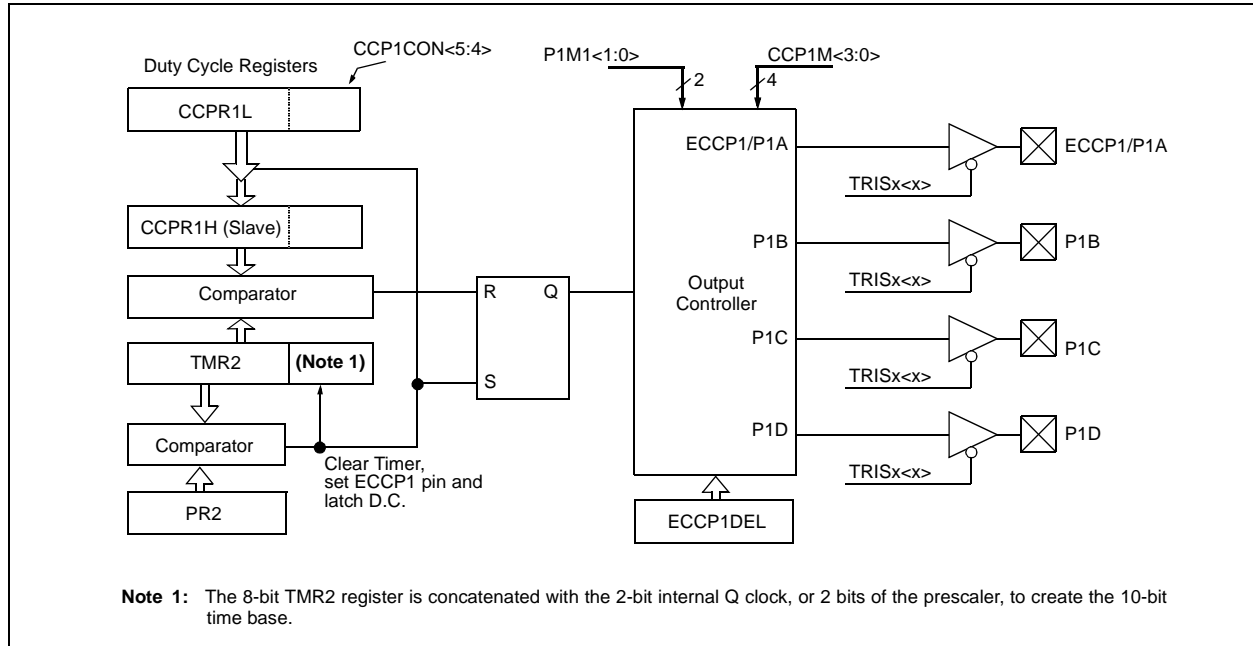 CCP1CON<5:4>
Duty Cycle Registers
CCPR1L
CCPR1H (Slave)
Comparator
TMR2
(Note 1)
Comparator
PR2
Clear Timer,
set ECCP1 pin and
latch D.C.
R
Q
S
P1M1<1:0>
2
CCP1M<3:0>
4
ECCP1/P1A
P1B
Output
Controller
P1C
P1D
ECCP1DEL
TRISx<x>
ECCP1/P1A
TRISx<x>
P1B
TRISx<x>
P1C
TRISx<x>
P1D
Note 1: The 8-bit TMR2 register is concatenated with the 2-bit internal Q clock, or 2 bits of the prescaler, to create the 10-bit
time base.